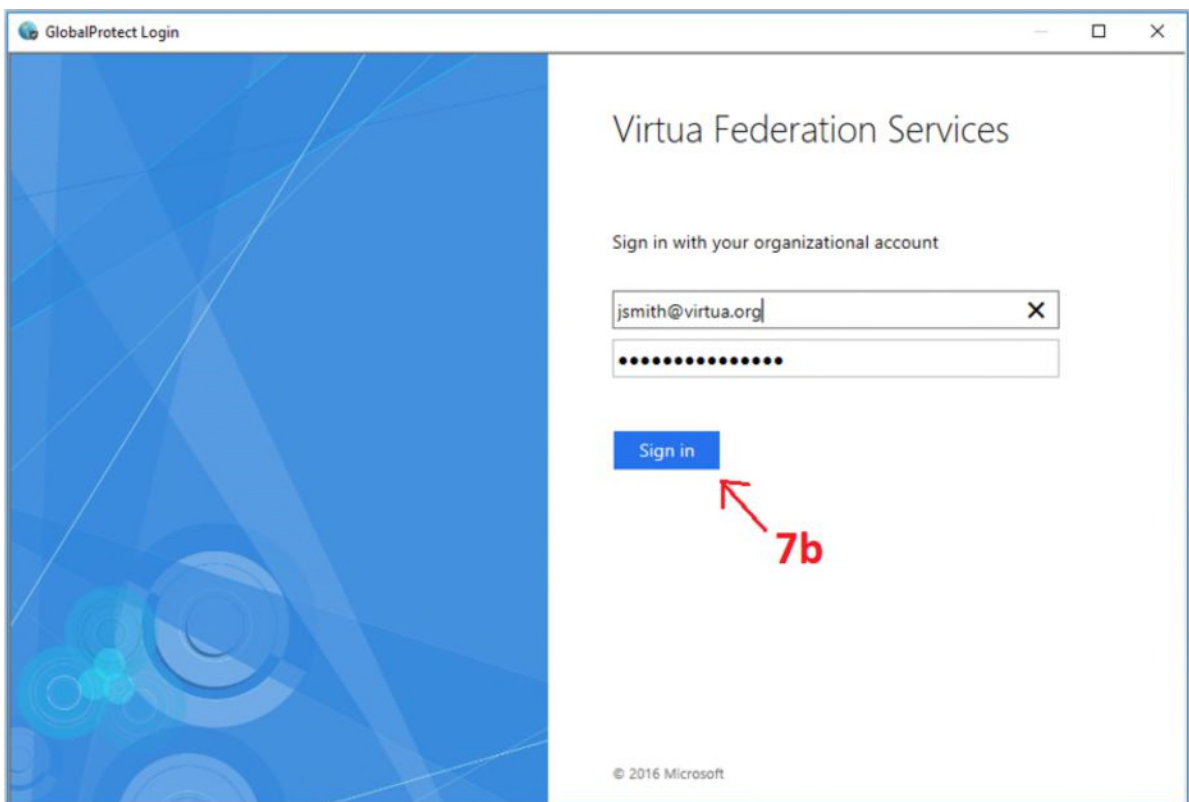 GlobalProtect Login
Virtua Federation Services
Sign in with your organizational account
jsmith@virtua.org
•••••••••••••••
Sign in
7b
© 2016 Microsoft